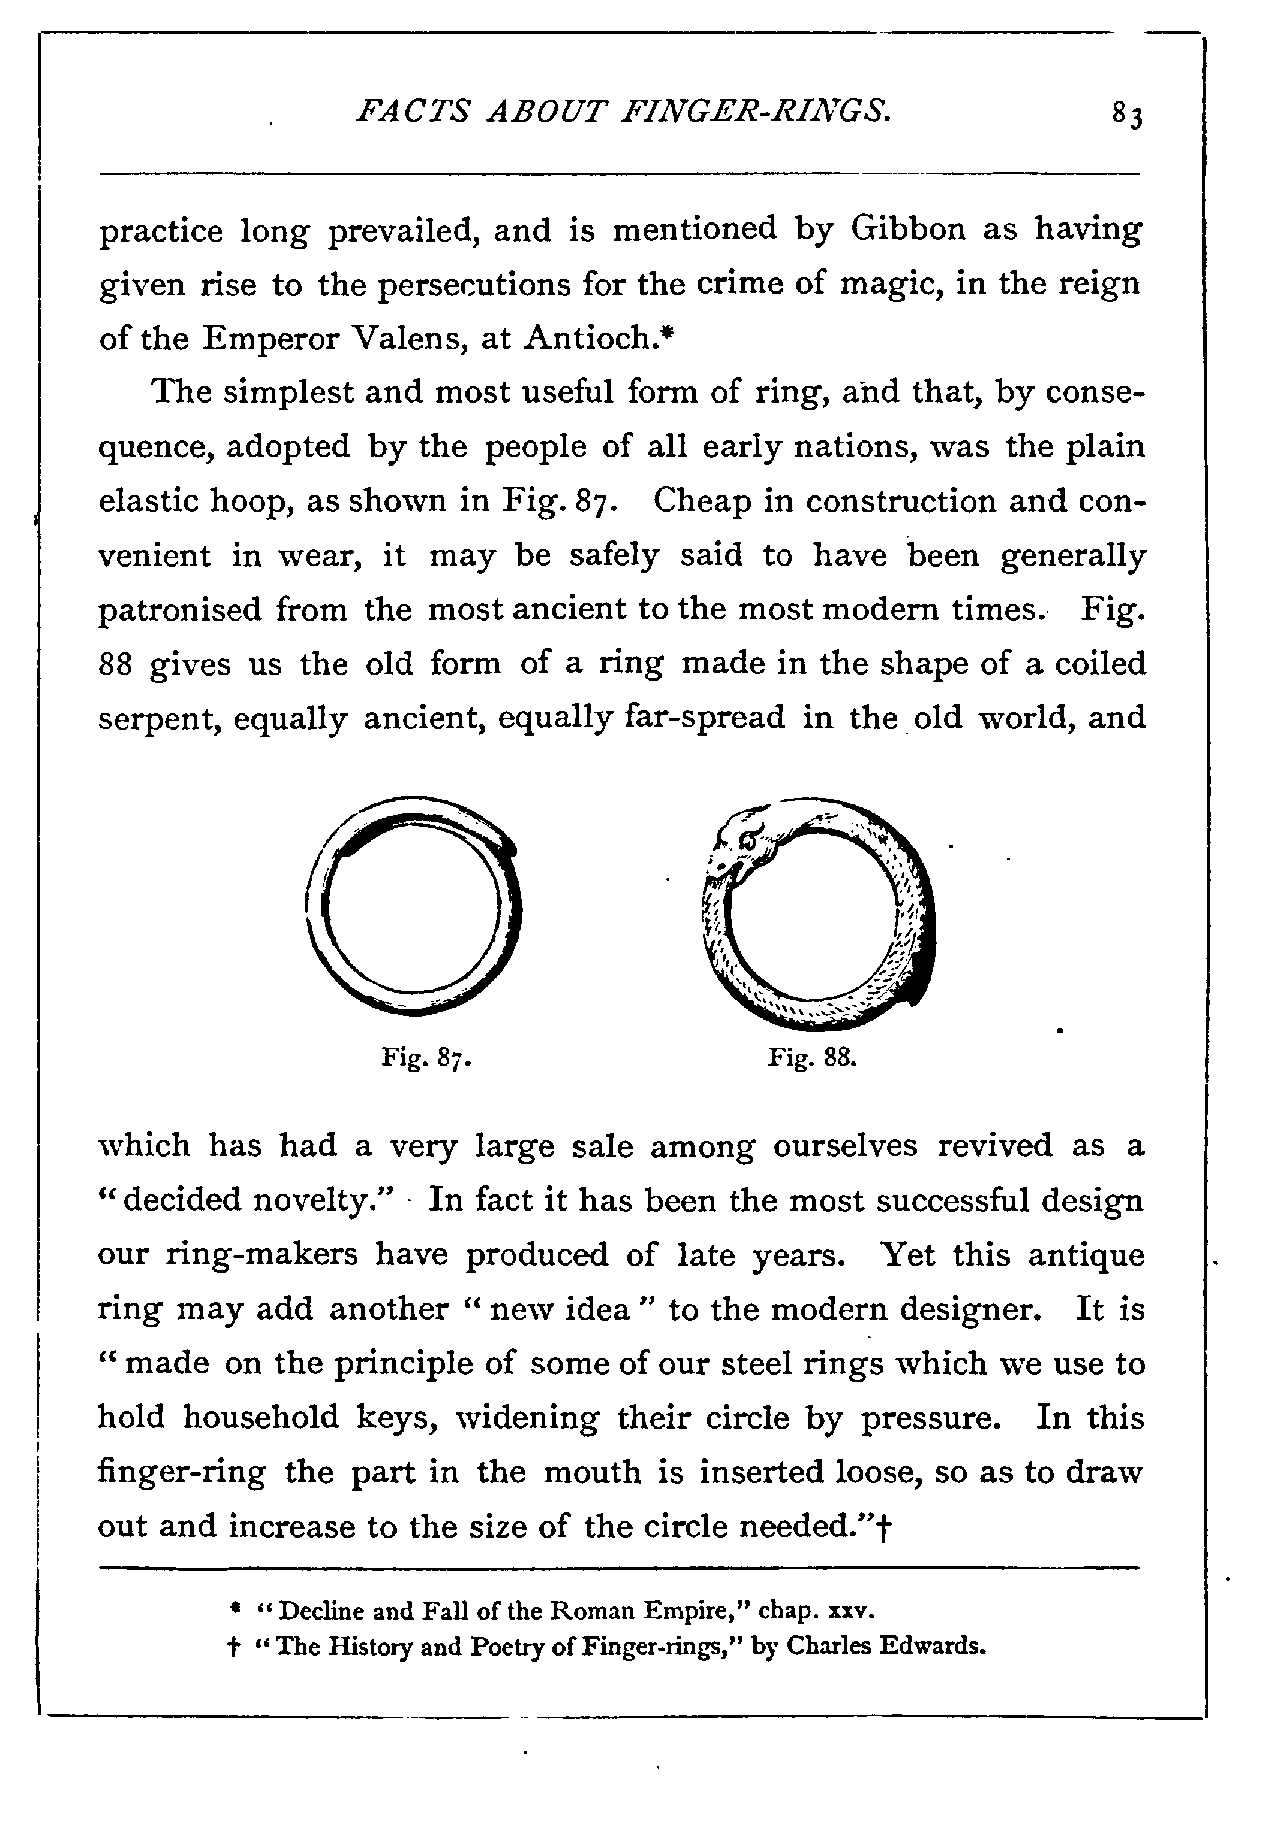 FACTS ABOUT FINGER-RINGS. 83
practice long prevailed, and is mentioned by Gibbon as having
given rise to the persecutions for the crime of magic, in the reign
of the Emperor Valens, at Antioch.*
The simplest and most useful form of ring, and that, by conse-
quence, adopted by the people of all early nations, was the plain
elastic hoop, as shown in Fig. 87. Cheap in construction and con-
venient in wear, it may be safely said to have been generally
patronised from the most ancient to the most modern times. Fig.
88 gives us the old form of a ring made in the shape of a coiled
serpent, equally ancient, equally far-spread in the old world, and
Fig. 87. Fig. 88.
which has had a very large sale among ourselves revived as a
“decided novelty.” In fact it has been the most successful design
our ring-makers have produced of late years. Yet this antique
ring may add another “new idea” to the modern designer. It is
“made on the principle of some of our steel rings which we use to
hold household keys, widening their circle by pressure. In this
finger-ring the part in the mouth is inserted loose, so as to draw
out and increase to the size of the circle needed.”†
* “Decline and Fall of the Roman Empire,” chap. xxv.
† “The History and Poetry of Finger-rings,” by Charles Edwards.